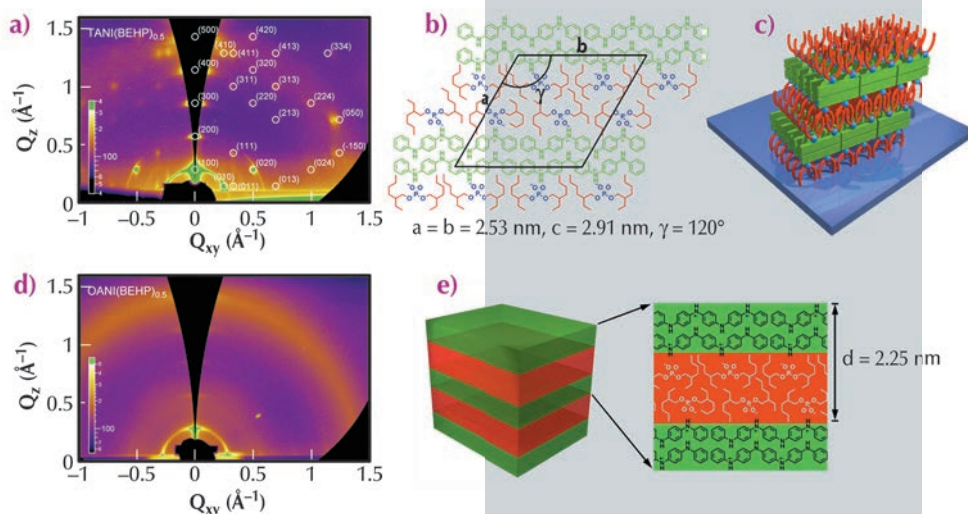 a)
TANI(BEHP)0.5
(500)
(420)
(410)
(411)
(413)
(334)
(400)
(320)
(311)
(313)
(300)
(220)
(224)
(213)
(050)
(200)
(111)
(-150)
(100)
(020)
(024)
(010)
(011)
(013)
100
Qz (Å⁻¹)
1.5
1
0.5
0
−1
−0.5
0
0.5
1
1.5
Qxy (Å⁻¹)
b)
b
a
γ
a = b = 2.53 nm, c = 2.91 nm, γ = 120°
c)
d)
OANI(BEHP)0.5
100
Qz (Å⁻¹)
1.5
1
0.5
0
−1
−0.5
0
0.5
1
1.5
Qxy (Å⁻¹)
e)
d = 2.25 nm